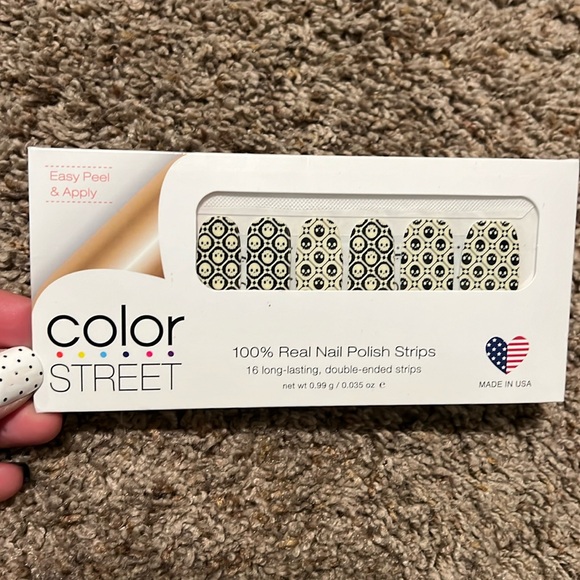 Easy Peel
& Apply
color
STREET
100% Real Nail Polish Strips
16 long-lasting, double-ended strips
net wt 0.99 g / 0.035 oz ℮
MADE IN USA